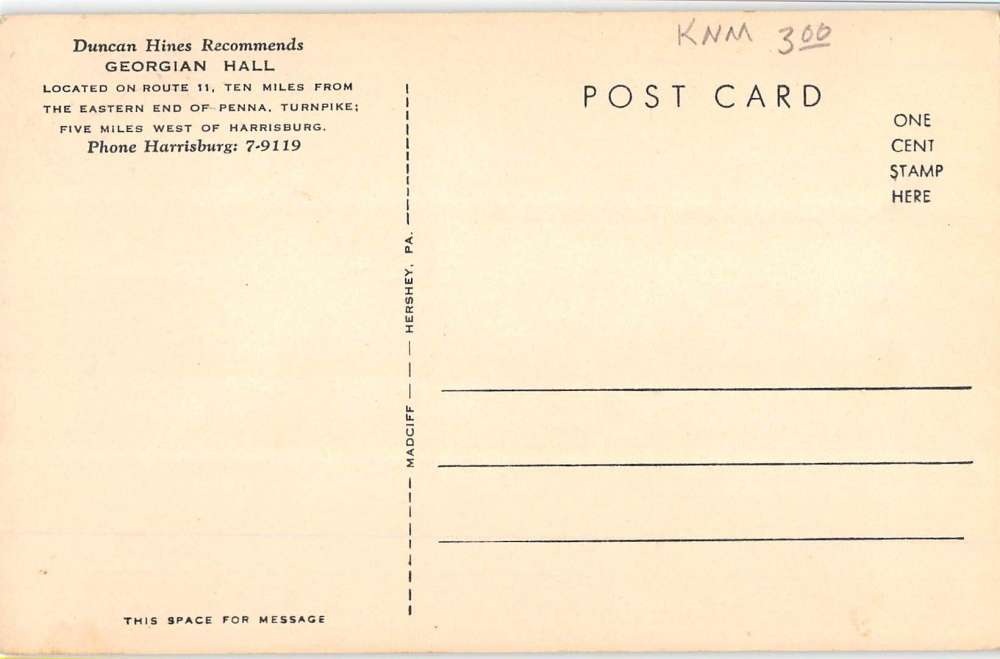 Duncan Hines Recommends
GEORGIAN HALL
LOCATED ON ROUTE 11, TEN MILES FROM
THE EASTERN END OF PENNA. TURNPIKE;
FIVE MILES WEST OF HARRISBURG.
Phone Harrisburg: 7-9119
THIS SPACE FOR MESSAGE
MADCIFF — — HERSHEY, PA.
KNM 3.00
POST CARD
ONE
CENT
STAMP
HERE